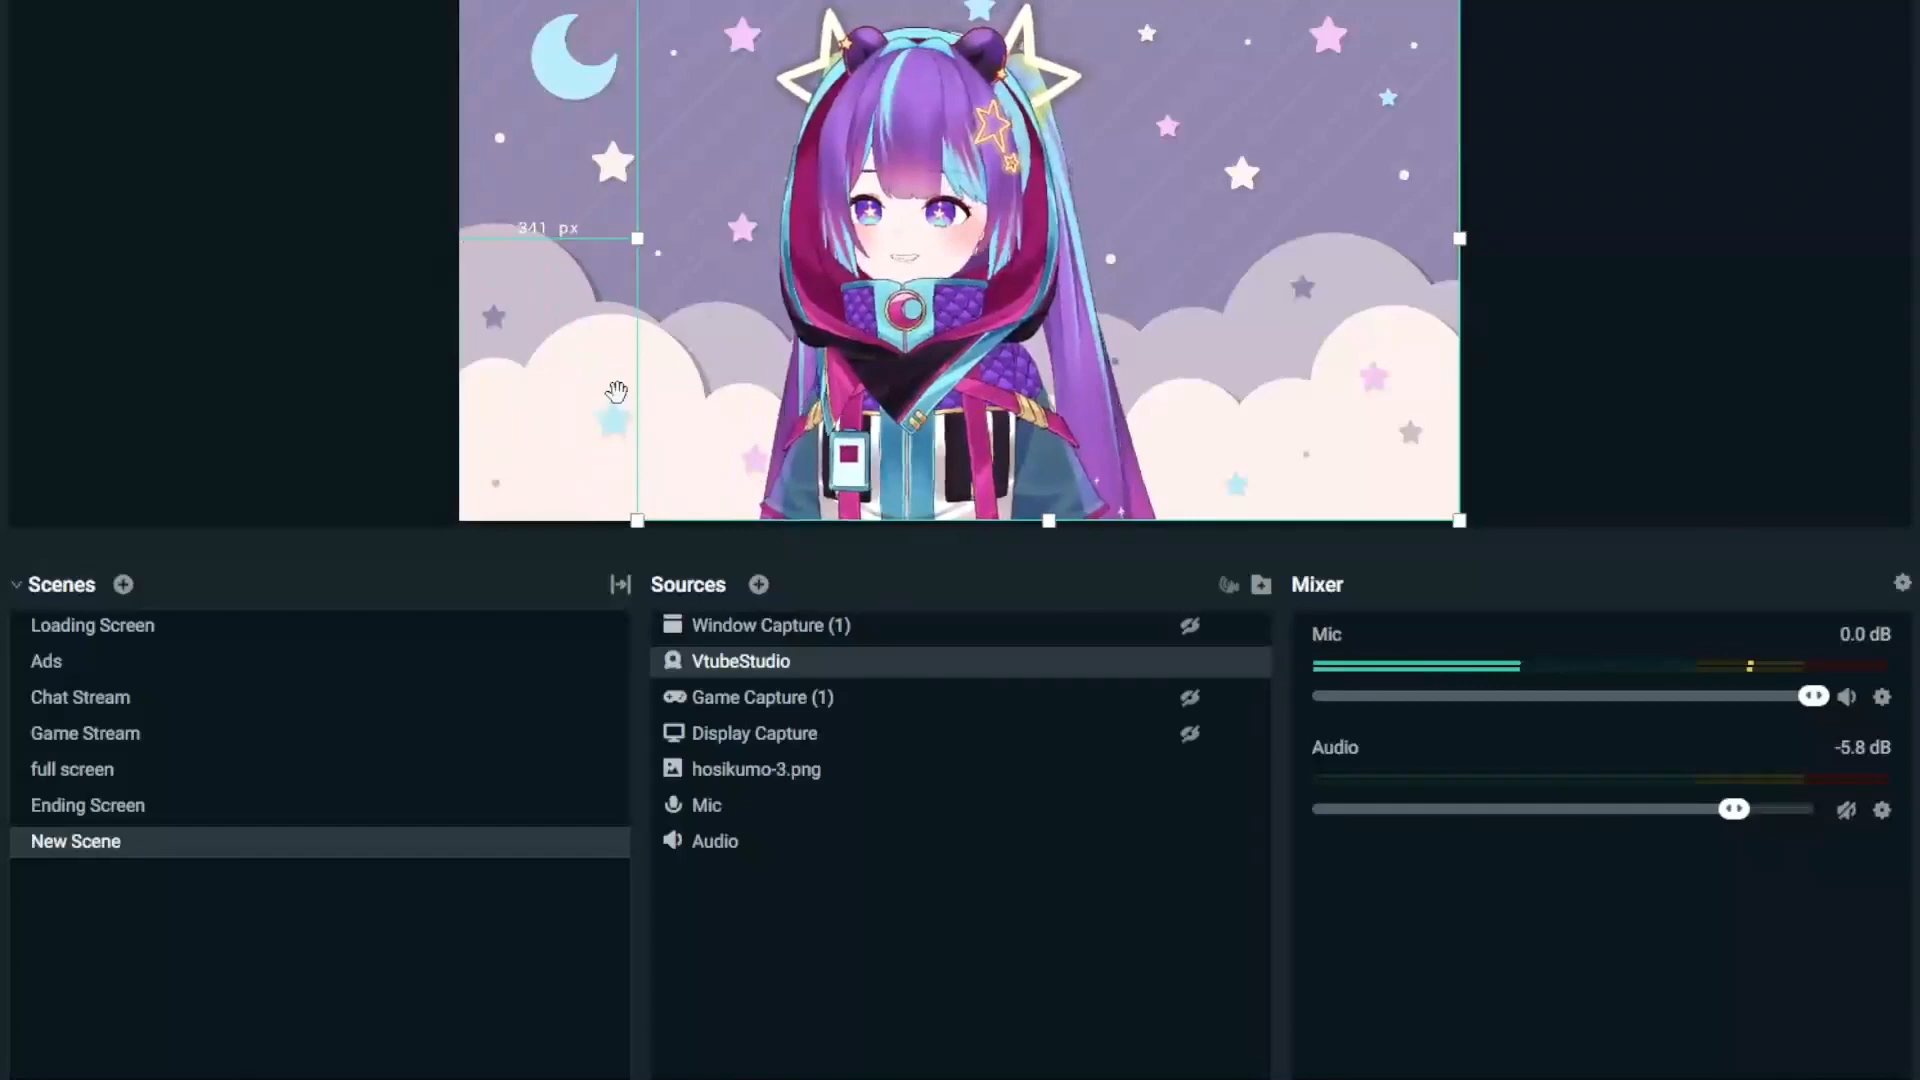 341 px
Scenes
Loading Screen
Ads
Chat Stream
Game Stream
full screen
Ending Screen
New Scene
Sources
Window Capture (1)
VtubeStudio
Game Capture (1)
Display Capture
hosikumo-3.png
Mic
Audio
Mixer
Mic 0.0 dB
Audio -5.8 dB